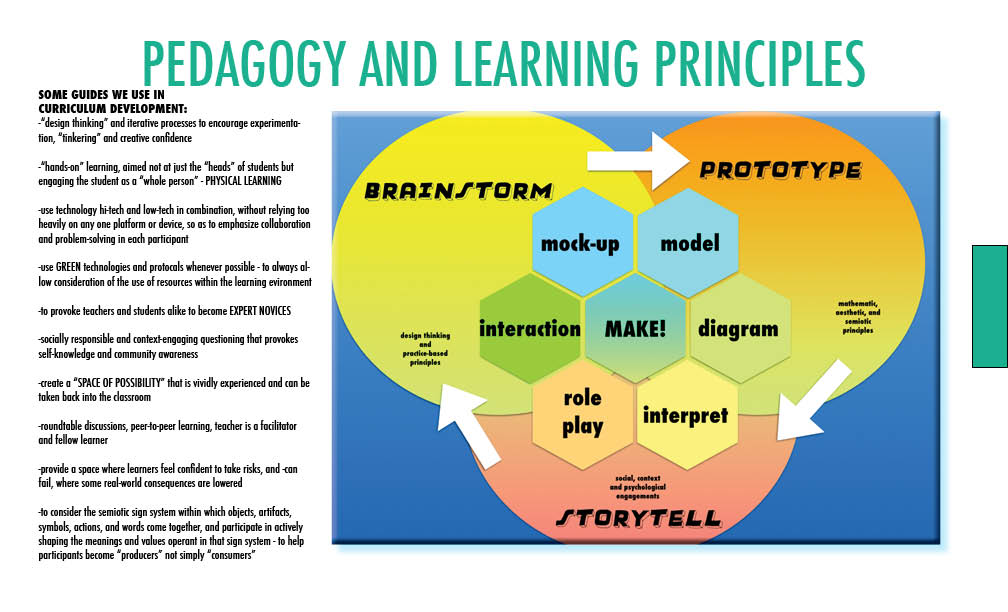 PEDAGOGY AND LEARNING PRINCIPLES
SOME GUIDES WE USE IN
CURRICULUM DEVELOPMENT:
-“design thinking” and iterative processes to encourage experimenta-
tion, “tinkering” and creative confidence
-“hands-on” learning, aimed not at just the “heads” of students but
engaging the student as a “whole person” - PHYSICAL LEARNING
-use technology hi-tech and low-tech in combination, without relying too
heavily on any one platform or device, so as to emphasize collaboration
and problem-solving in each participant
-use GREEN technologies and protocals whenever possible - to always al-
low consideration of the use of resources within the learning evironment
-to provoke teachers and students alike to become EXPERT NOVICES
-socially responsible and context-engaging questioning that provokes
self-knowledge and community awareness
-create a “SPACE OF POSSIBILITY” that is vividly experienced and can be
taken back into the classroom
-roundtable discussions, peer-to-peer learning, teacher is a facilitator
and fellow learner
-provide a space where learners feel confident to take risks, and -can
fail, where some real-world consequences are lowered
-to consider the semiotic sign system within which objects, artifacts,
symbols, actions, and words come together, and participate in actively
shaping the meanings and values operant in that sign system - to help
participants become “producers” not simply “consumers”
BRAINSTORM
PROTOTYPE
mock-up
model
interaction
MAKE!
diagram
role
play
interpret
design thinking
and
practice-based
principles
mathematic,
aesthetic, and
semiotic
principles
social, context
and psychological
engagements
STORYTELL